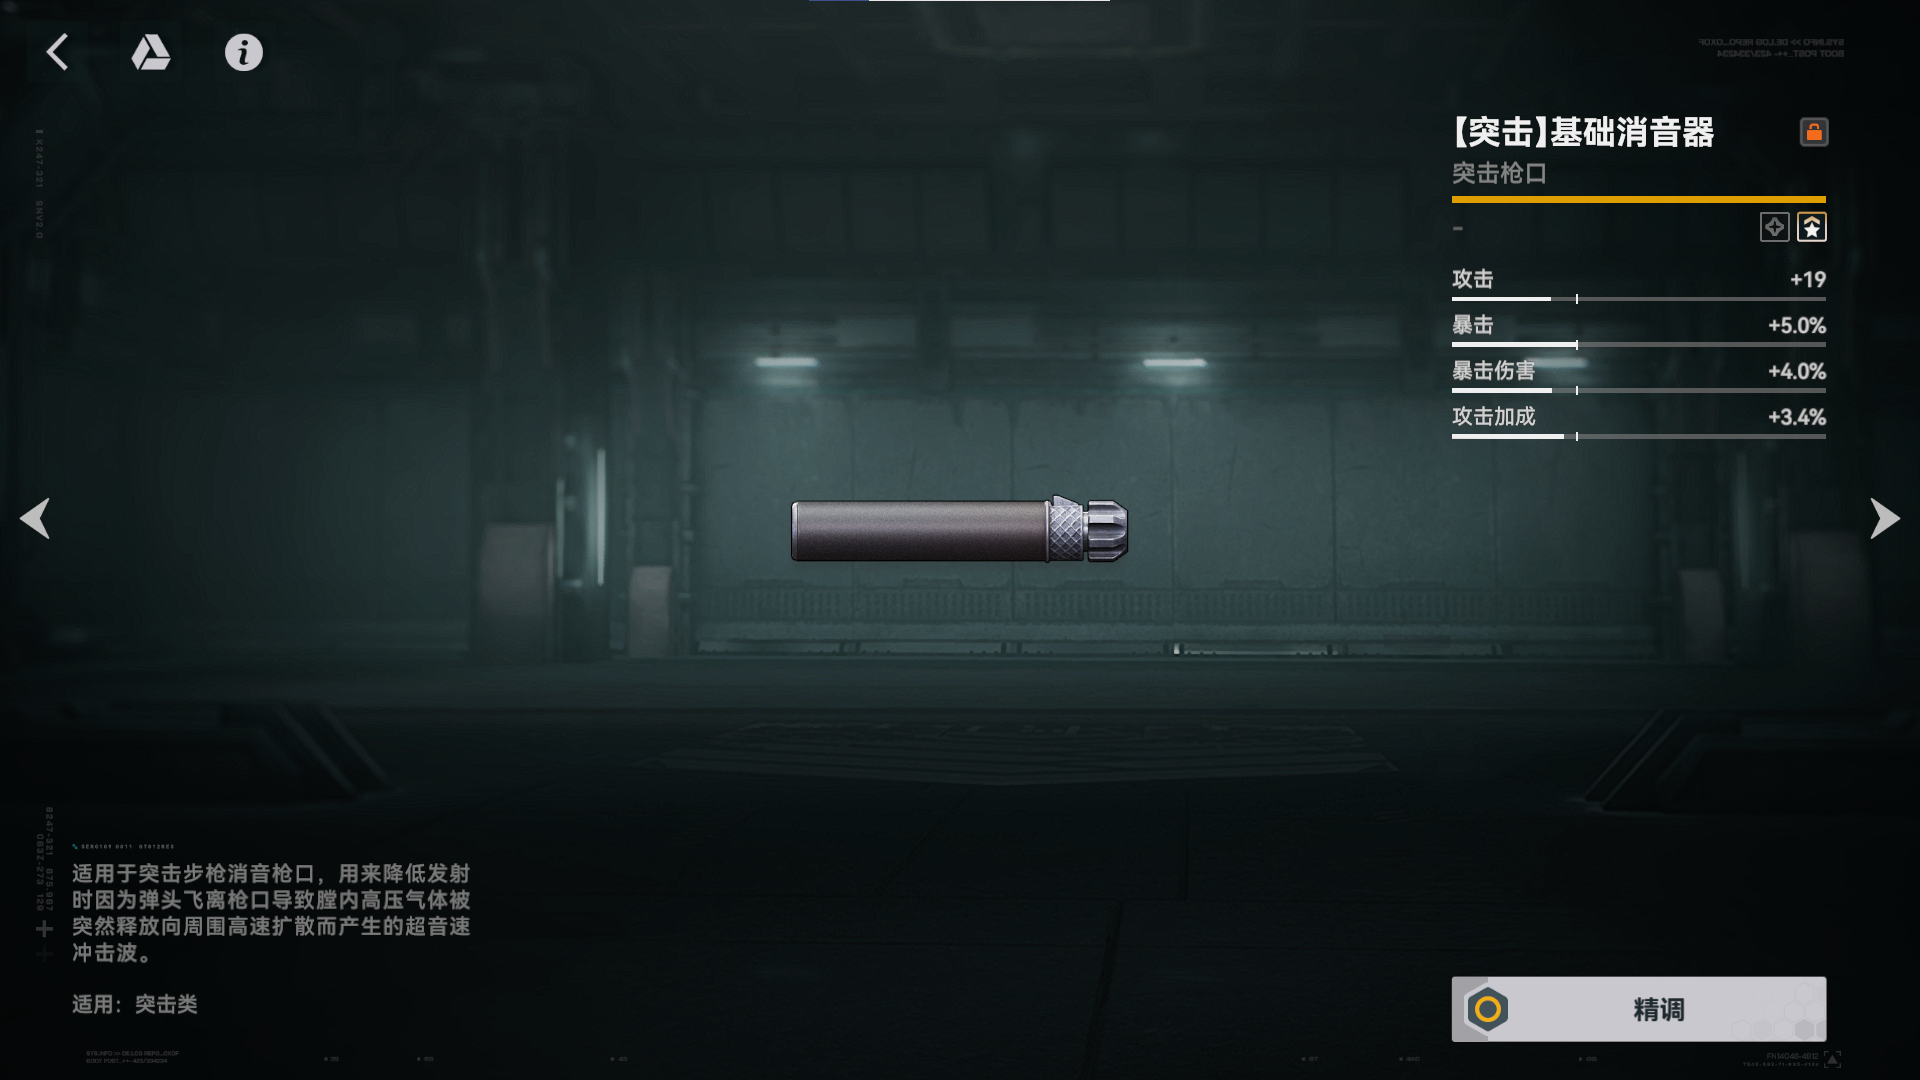 【突击】基础消音器
突击枪口
-
攻击 +19
暴击 +5.0%
暴击伤害 +4.0%
攻击加成 +3.4%
适用于突击步枪消音枪口，用来降低发射
时因为弹头飞离枪口导致膛内高压气体被
突然释放向周围高速扩散而产生的超音速
冲击波。
适用：突击类
精调